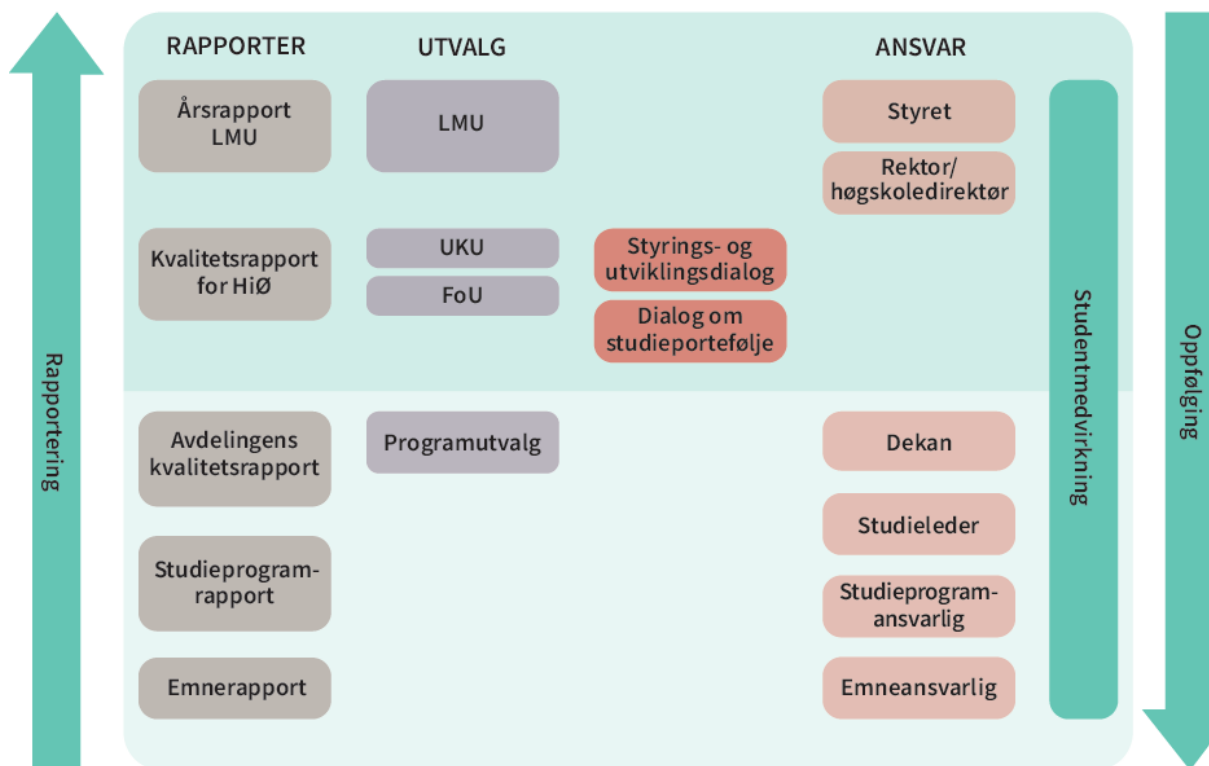 RAPPORTER
UTVALG
ANSVAR
Årsrapport
LMU
LMU
Styret
Rektor/
høgskoledirektør
Kvalitetsrapport
for HiØ
UKU
FoU
Styrings- og
utviklingsdialog
Dialog om
studieportefølje
Avdelingens
kvalitetsrapport
Programutvalg
Dekan
Studieleder
Studieprogram-
rapport
Studieprogram-
ansvarlig
Emnerapport
Emneansvarlig
Rapportering
Studentmedvirkning
Oppfølging